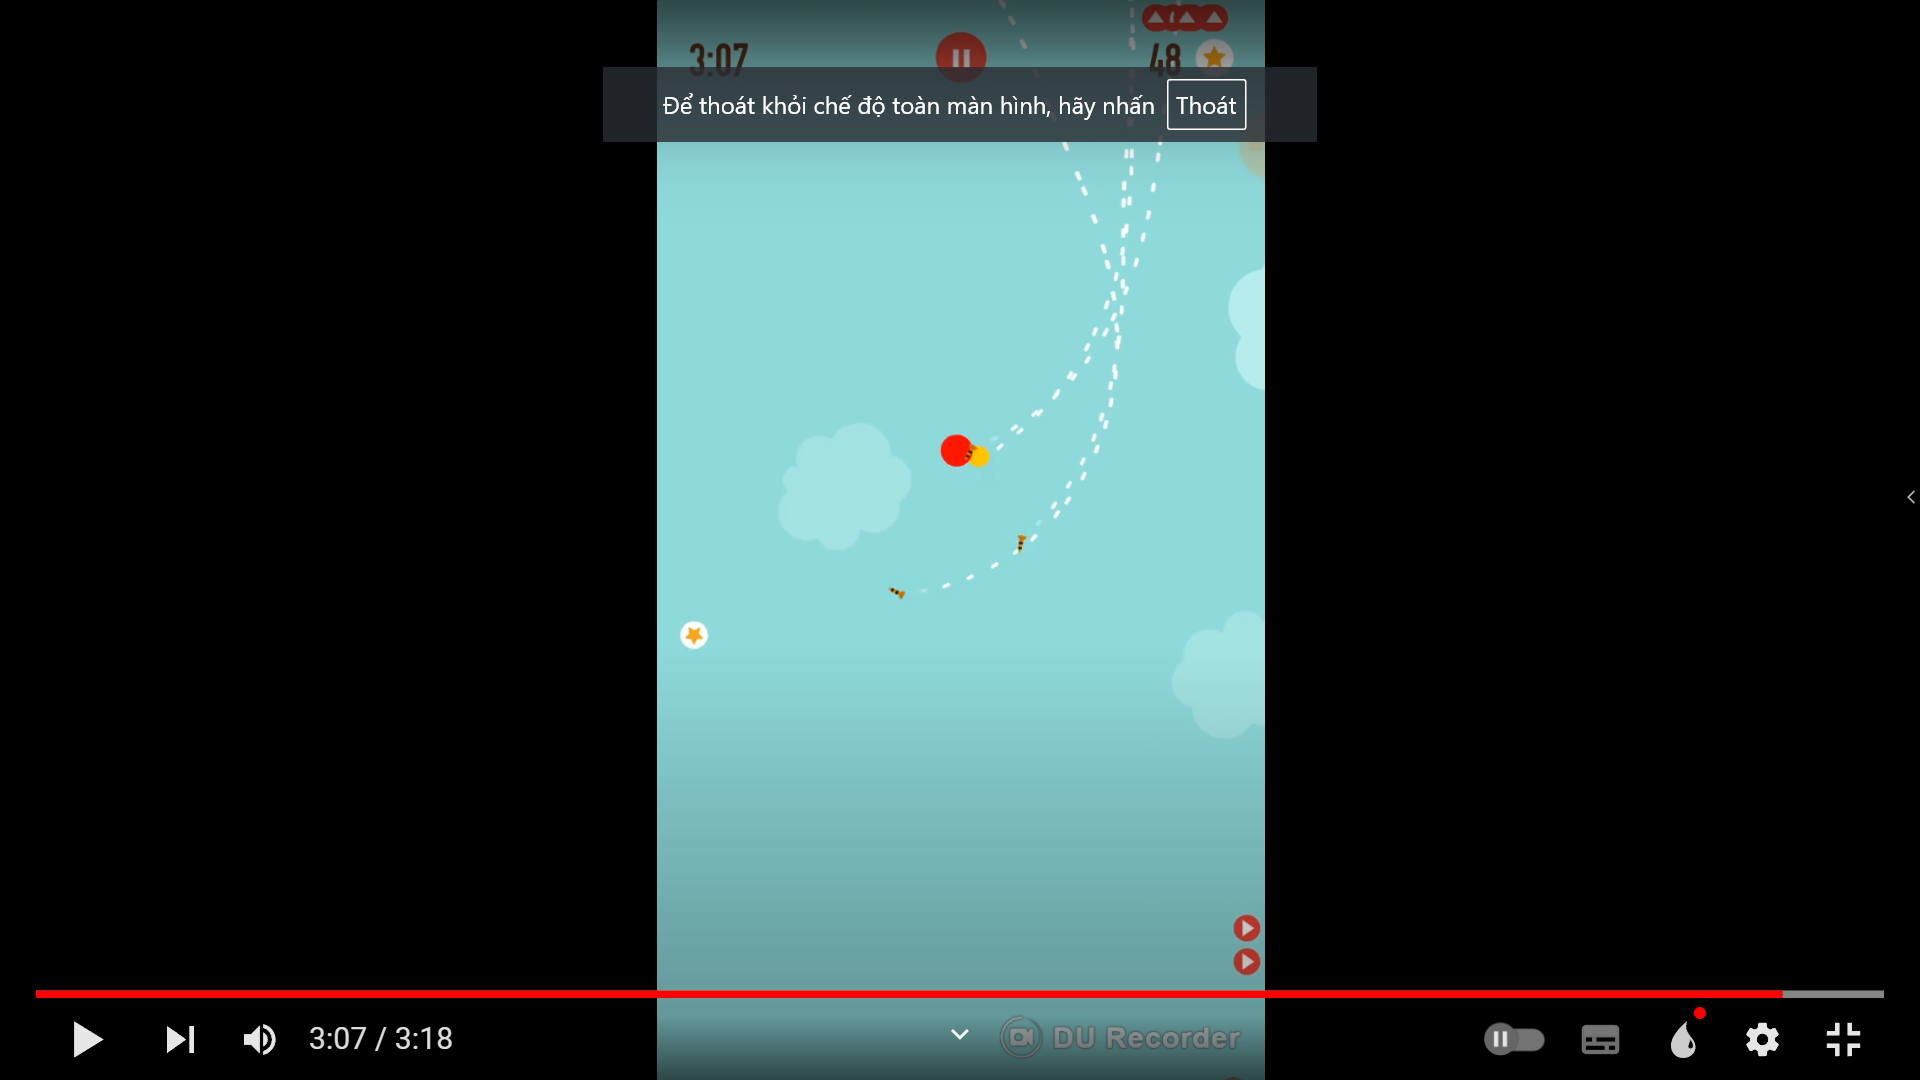 3:07
48
Để thoát khỏi chế độ toàn màn hình, hãy nhấn Thoát
3:07 / 3:18
DU Recorder